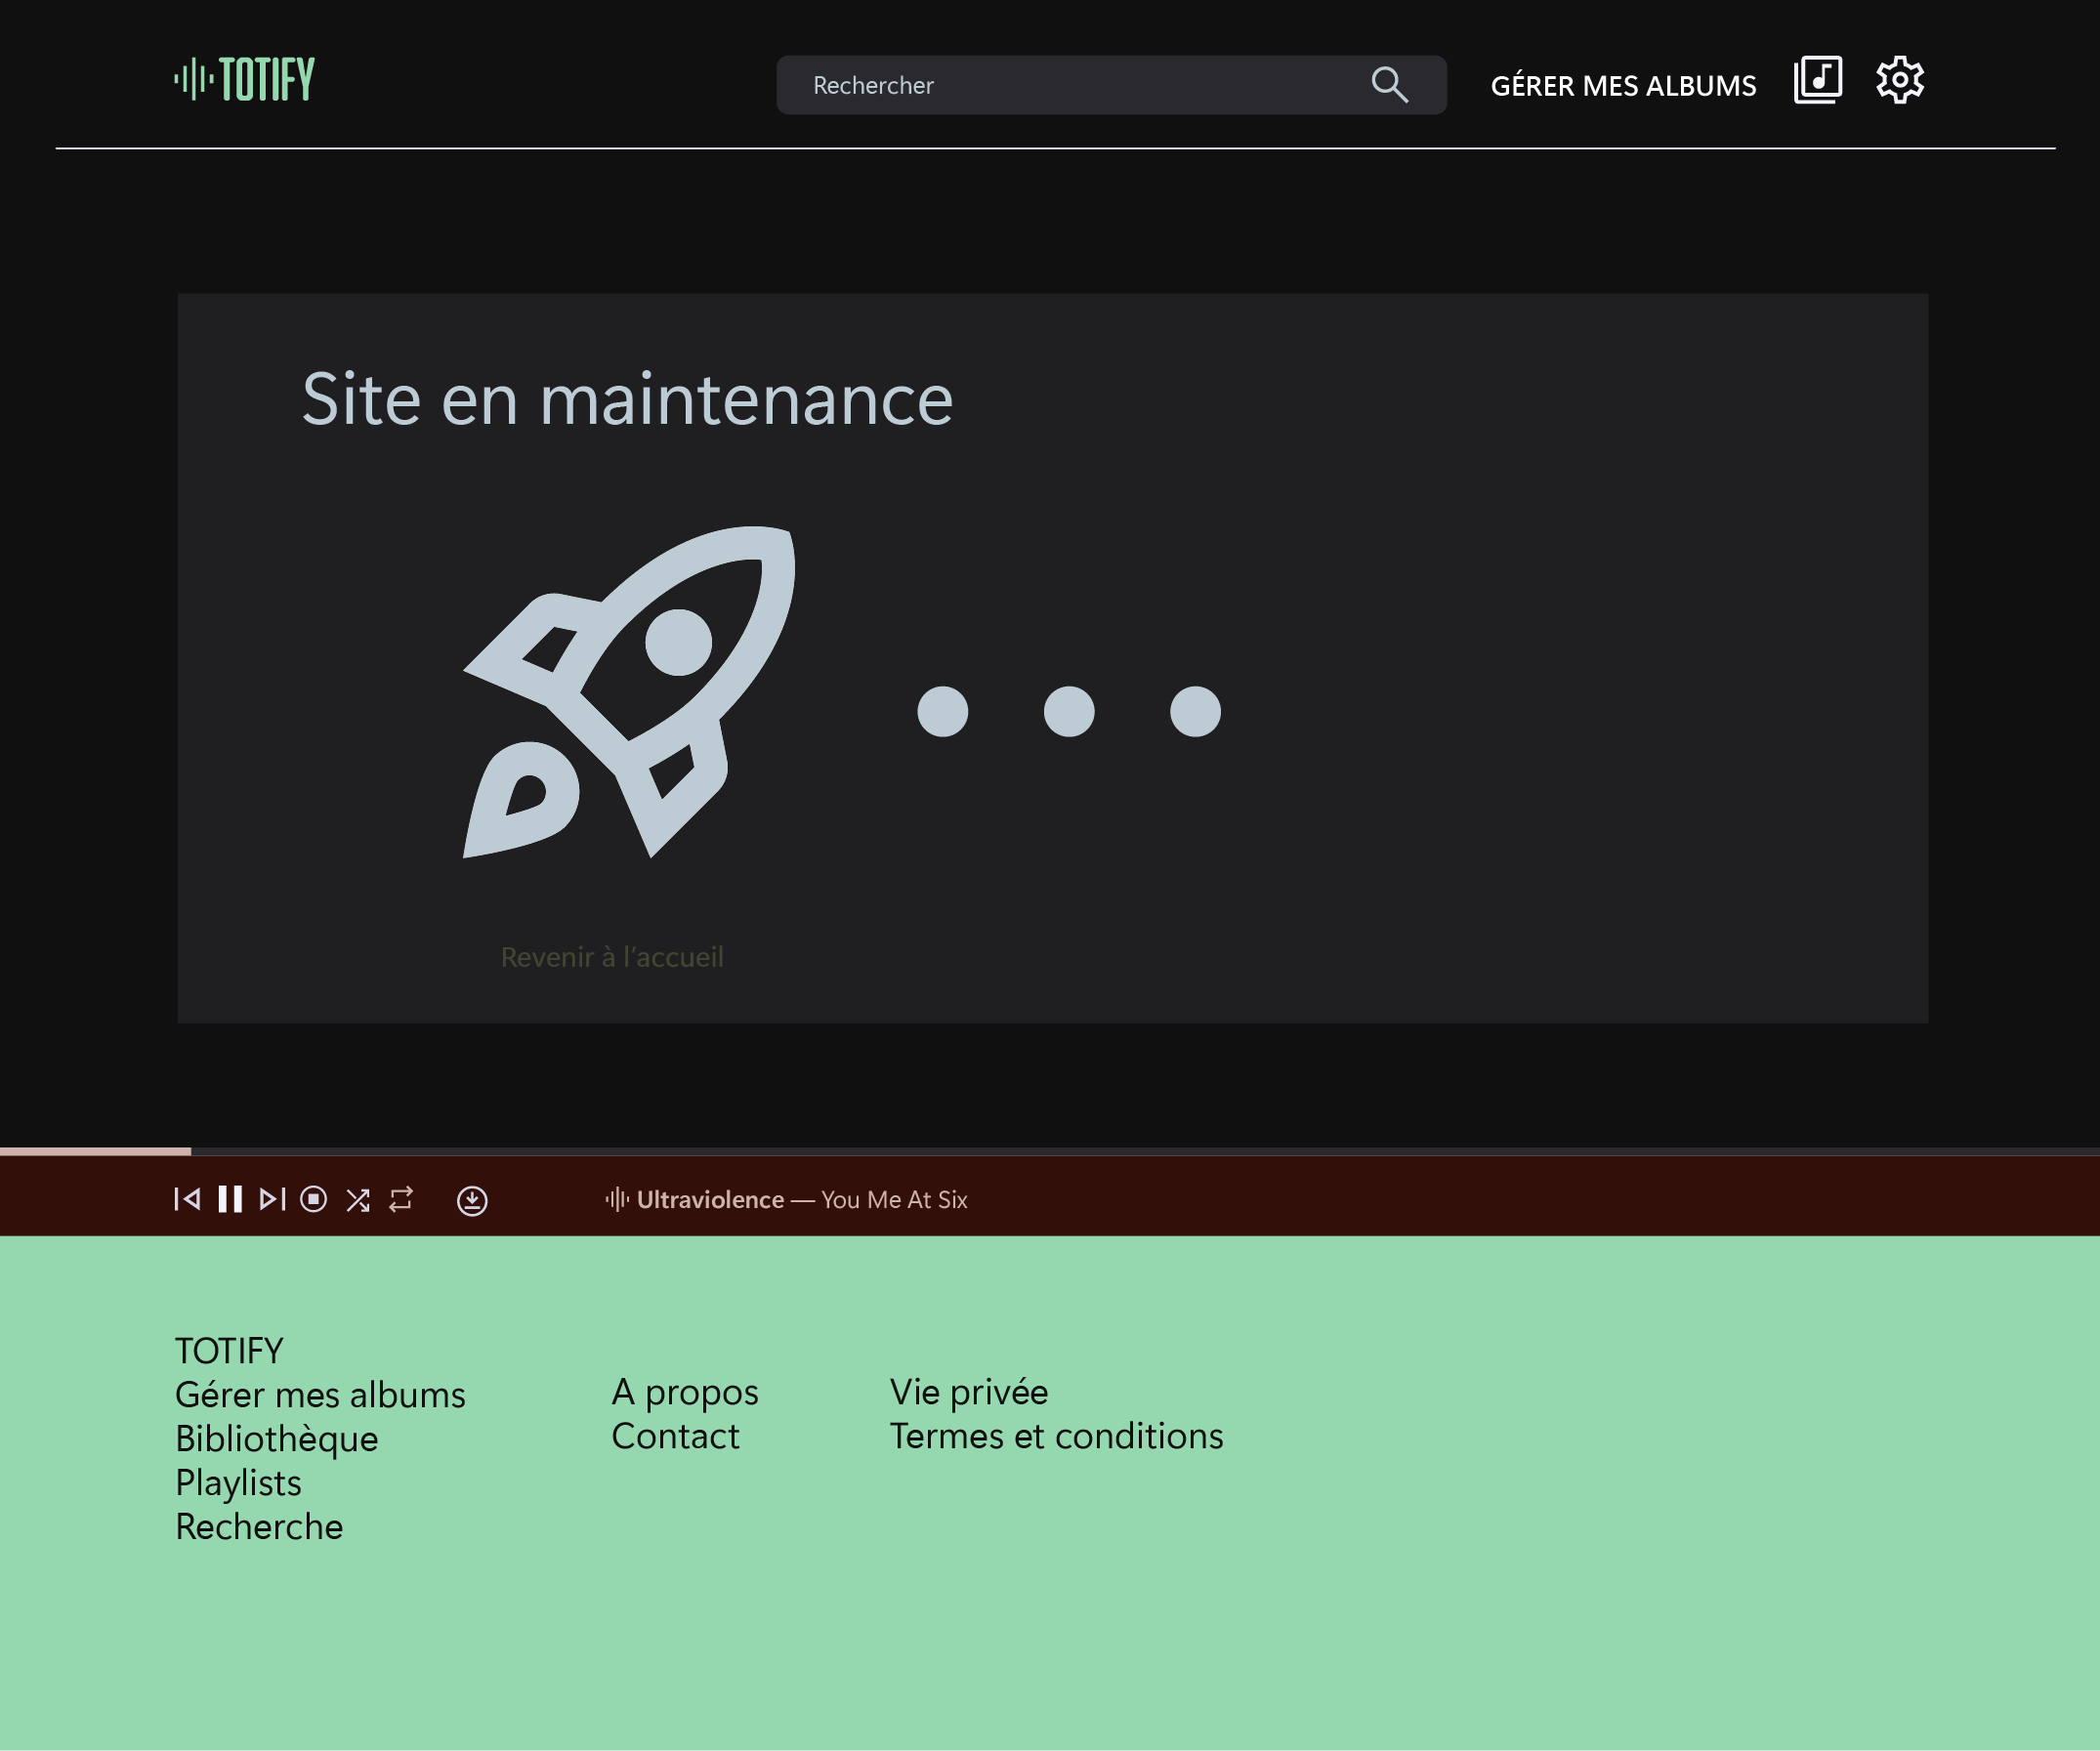 TOTIFY
Rechercher
GÉRER MES ALBUMS
Site en maintenance
Revenir à l'accueil
Ultraviolence — You Me At Six
TOTIFY
Gérer mes albums
Bibliothèque
Playlists
Recherche
A propos
Contact
Vie privée
Termes et conditions